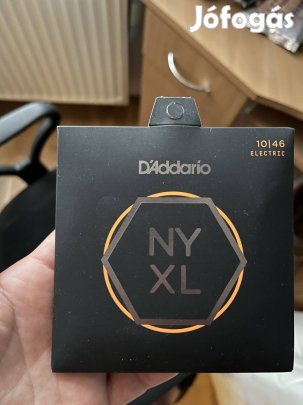 Jófogás
10|46
ELECTRIC
D'Addario
NY
XL